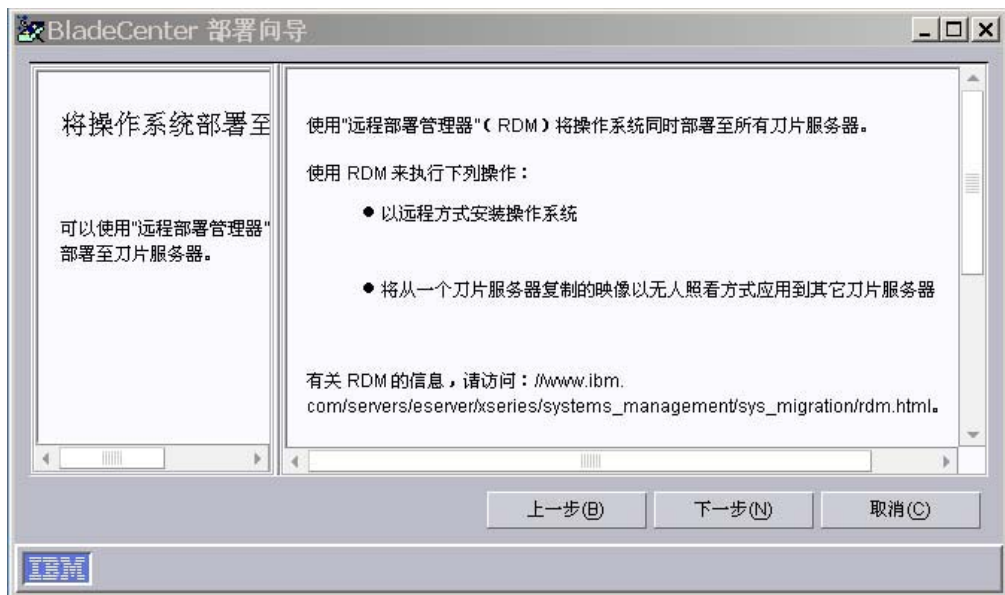 BladeCenter 部署向导
将操作系统部署至
可以使用"远程部署管理器"
部署至刀片服务器。
使用"远程部署管理器"（RDM）将操作系统同时部署至所有刀片服务器。
使用 RDM 来执行下列操作：
● 以远程方式安装操作系统
● 将从一个刀片服务器复制的映像以无人照看方式应用到其它刀片服务器
有关 RDM 的信息，请访问：//www.ibm.
com/servers/eserver/xseries/systems_management/sys_migration/rdm.html。
上一步(B)
下一步(N)
取消(C)
IBM